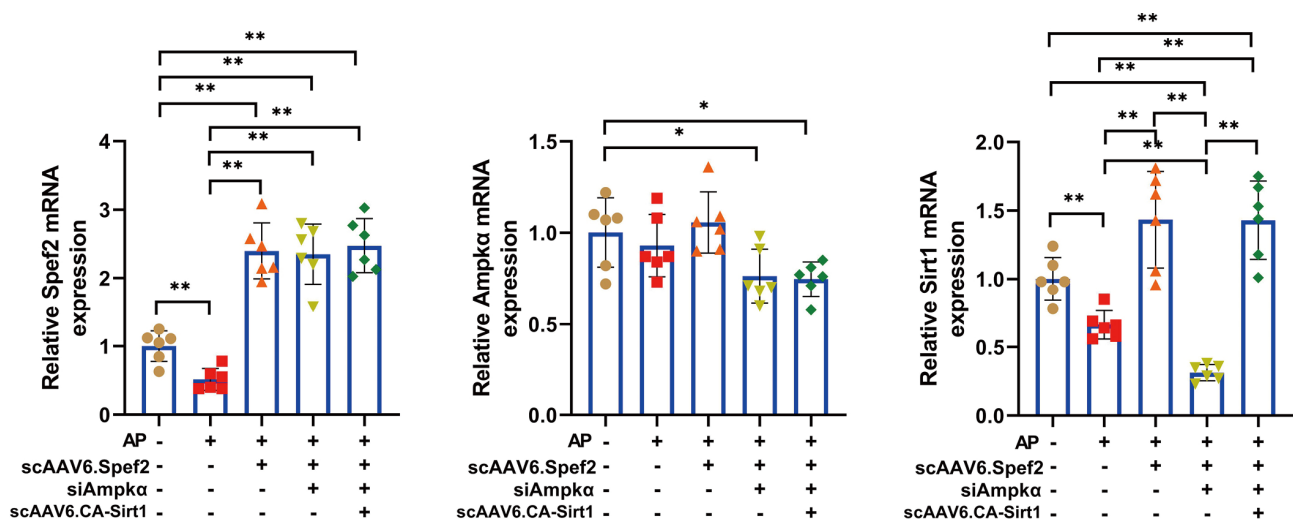 **
**
**
**
**
**
**
Relative Spef2 mRNA
expression
4
3
2
1
0
AP - + + + +
scAAV6.Spef2 - - + + +
siAmpkα - - - + +
scAAV6.CA-Sirt1 - - - - +
*
*
Relative Ampkα mRNA
expression
1.5
1.0
0.5
0.0
AP - + + + +
scAAV6.Spef2 - - + + +
siAmpkα - - - + +
scAAV6.CA-Sirt1 - - - - +
**
**
**
**
**
**
**
**
Relative Sirt1 mRNA
expression
2.0
1.5
1.0
0.5
0.0
AP - + + + +
scAAV6.Spef2 - - + + +
siAmpkα - - - + +
scAAV6.CA-Sirt1 - - - - +